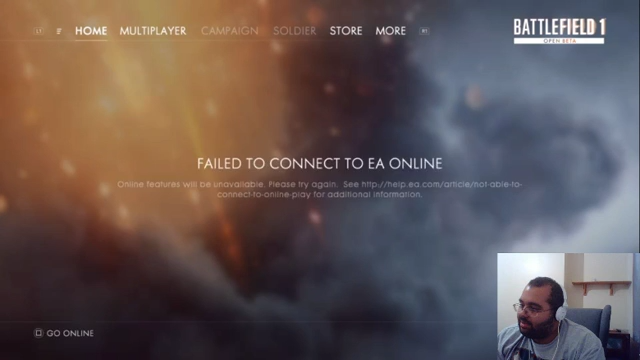 L1 HOME MULTIPLAYER CAMPAIGN SOLDIER STORE MORE R1
BATTLEFIELD 1
OPEN BETA
FAILED TO CONNECT TO EA ONLINE
Online features will be unavailable. Please try again. See http://help.ea.com/article/not-able-to-
connect-to-online-play for additional information.
GO ONLINE